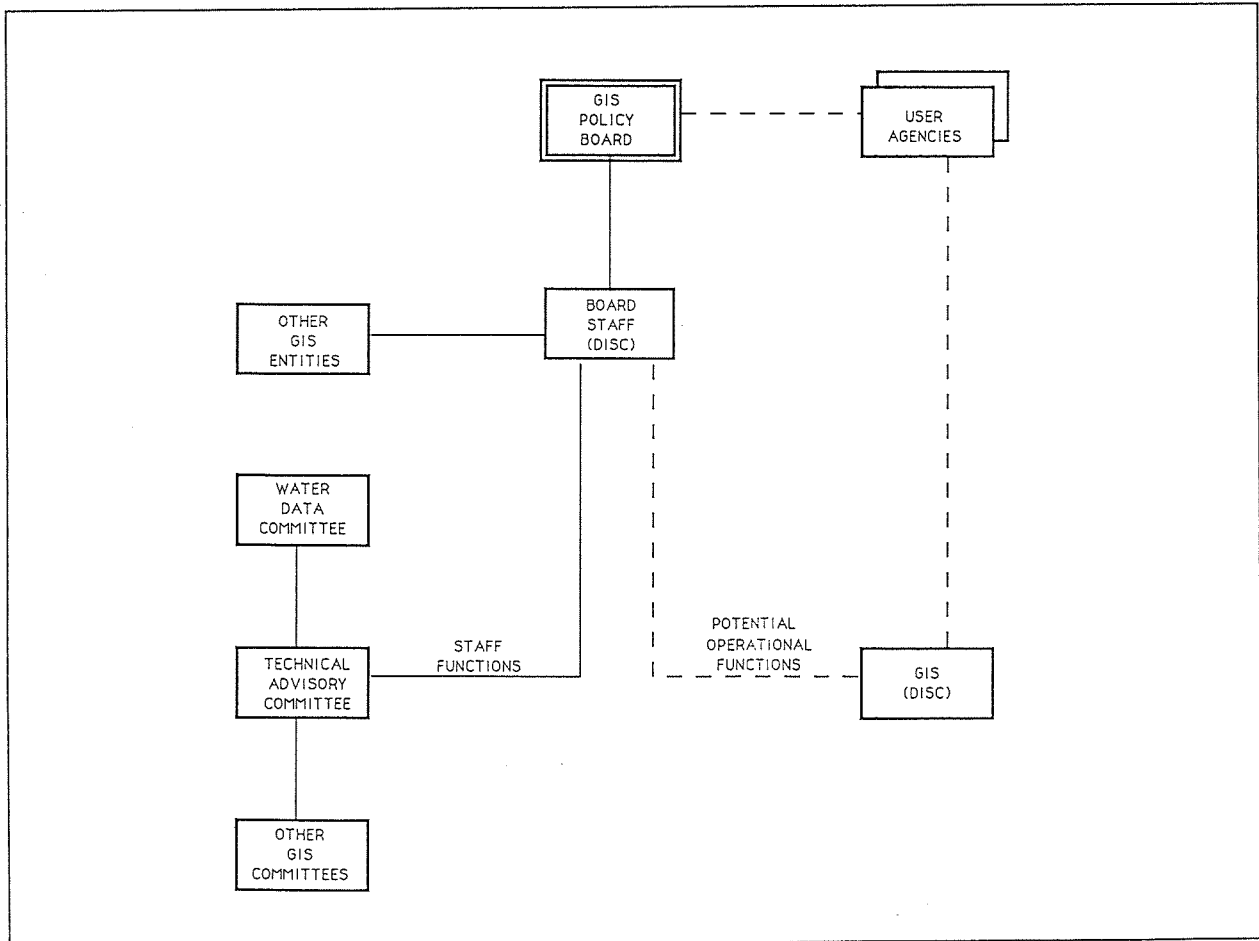 GIS
POLICY
BOARD
USER
AGENCIES
BOARD
STAFF
(DISC)
OTHER
GIS
ENTITIES
WATER
DATA
COMMITTEE
STAFF
FUNCTIONS
POTENTIAL
OPERATIONAL
FUNCTIONS
TECHNICAL
ADVISORY
COMMITTEE
GIS
(DISC)
OTHER
GIS
COMMITTEES